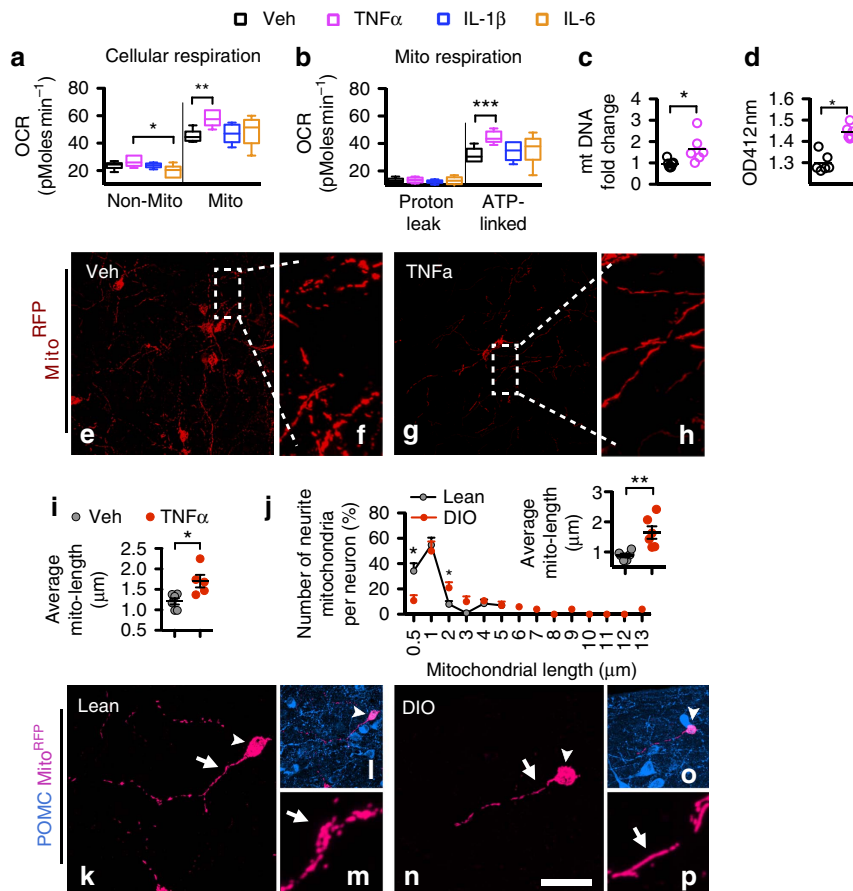 Veh TNFα IL-1β IL-6
a Cellular respiration
OCR
(pMoles min⁻¹)
80
60
40
20
**
*
Non-Mito Mito
b Mito respiration
OCR
(pMoles min⁻¹)
80
60
40
20
***
Proton
leak
ATP-
linked
c
mt DNA
fold change
4
3
2
1
0
*
d
OD412nm
1.6
1.5
1.4
1.3
*
Mito RFP
Veh
e
f
TNFa
g
h
i Veh TNFα
Average
mito-length
(μm)
2.5
2.0
1.5
1.0
0.5
*
j Lean
DIO
Number of neurite
mitochondria
per neuron (%)
80
60
40
20
0
*
*
0.5 1 2 3 4 5 6 7 8 9 10 11 12 13
Mitochondrial length (μm)
Average
mito-length
(μm)
3
2
1
**
POMC Mito RFP
Lean
k
l
m
DIO
n
o
p